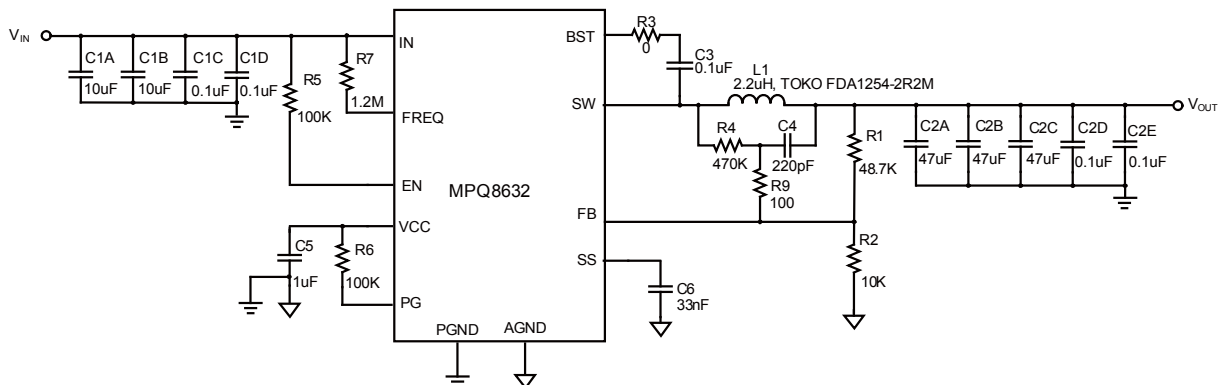 VIN
C1A
10uF
C1B
10uF
C1C
0.1uF
C1D
0.1uF
R5
100K
R7
1.2M
IN
FREQ
EN
VCC
PG
PGND
AGND
MPQ8632
BST
SW
FB
SS
C5
1uF
R6
100K
R3
0
C3
0.1uF
L1
2.2uH, TOKO FDA1254-2R2M
R4
470K
C4
220pF
R9
100
R1
48.7K
R2
10K
C6
33nF
C2A
47uF
C2B
47uF
C2C
47uF
C2D
0.1uF
C2E
0.1uF
VOUT